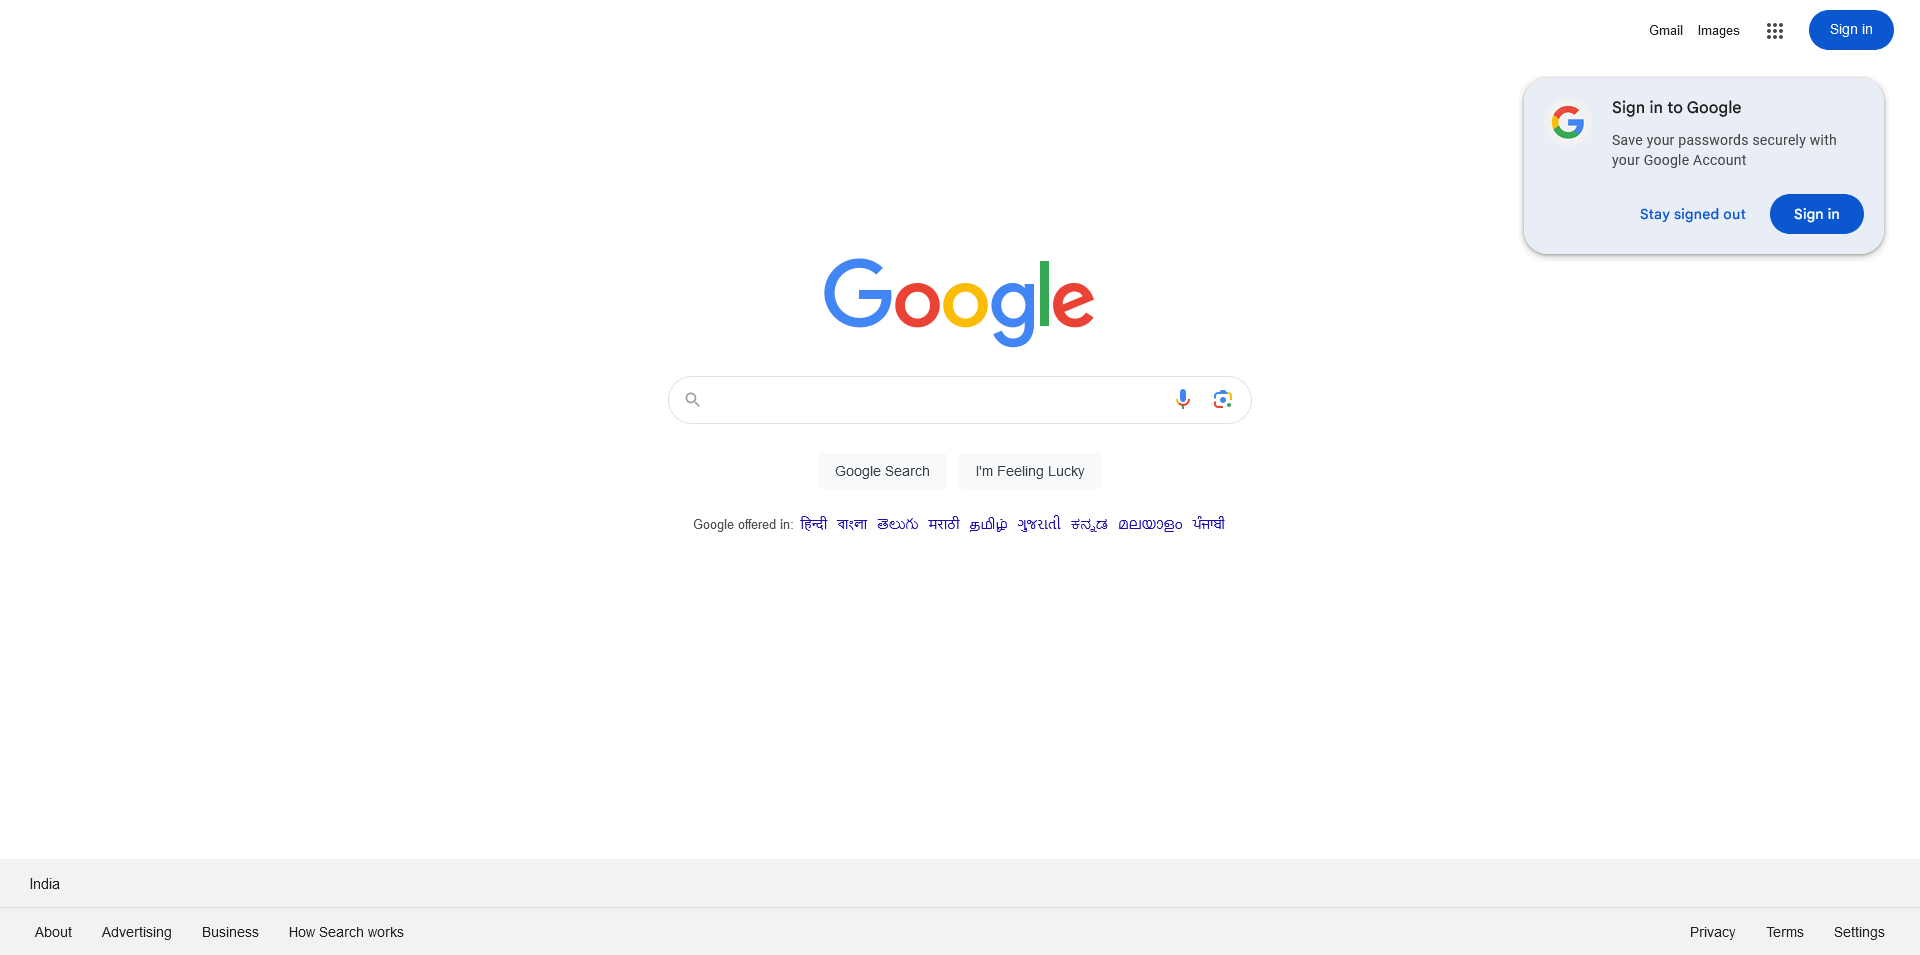 Gmail Images Sign in
Sign in to Google
Save your passwords securely with
your Google Account
Stay signed out Sign in
Google
Google Search I'm Feeling Lucky
Google offered in: हिन्दी বাংলা తెలుగు मराठी தமிழ் ગુજરાતી ಕನ್ನಡ മലയാളം ਪੰਜਾਬੀ
India
About Advertising Business How Search works Privacy Terms Settings